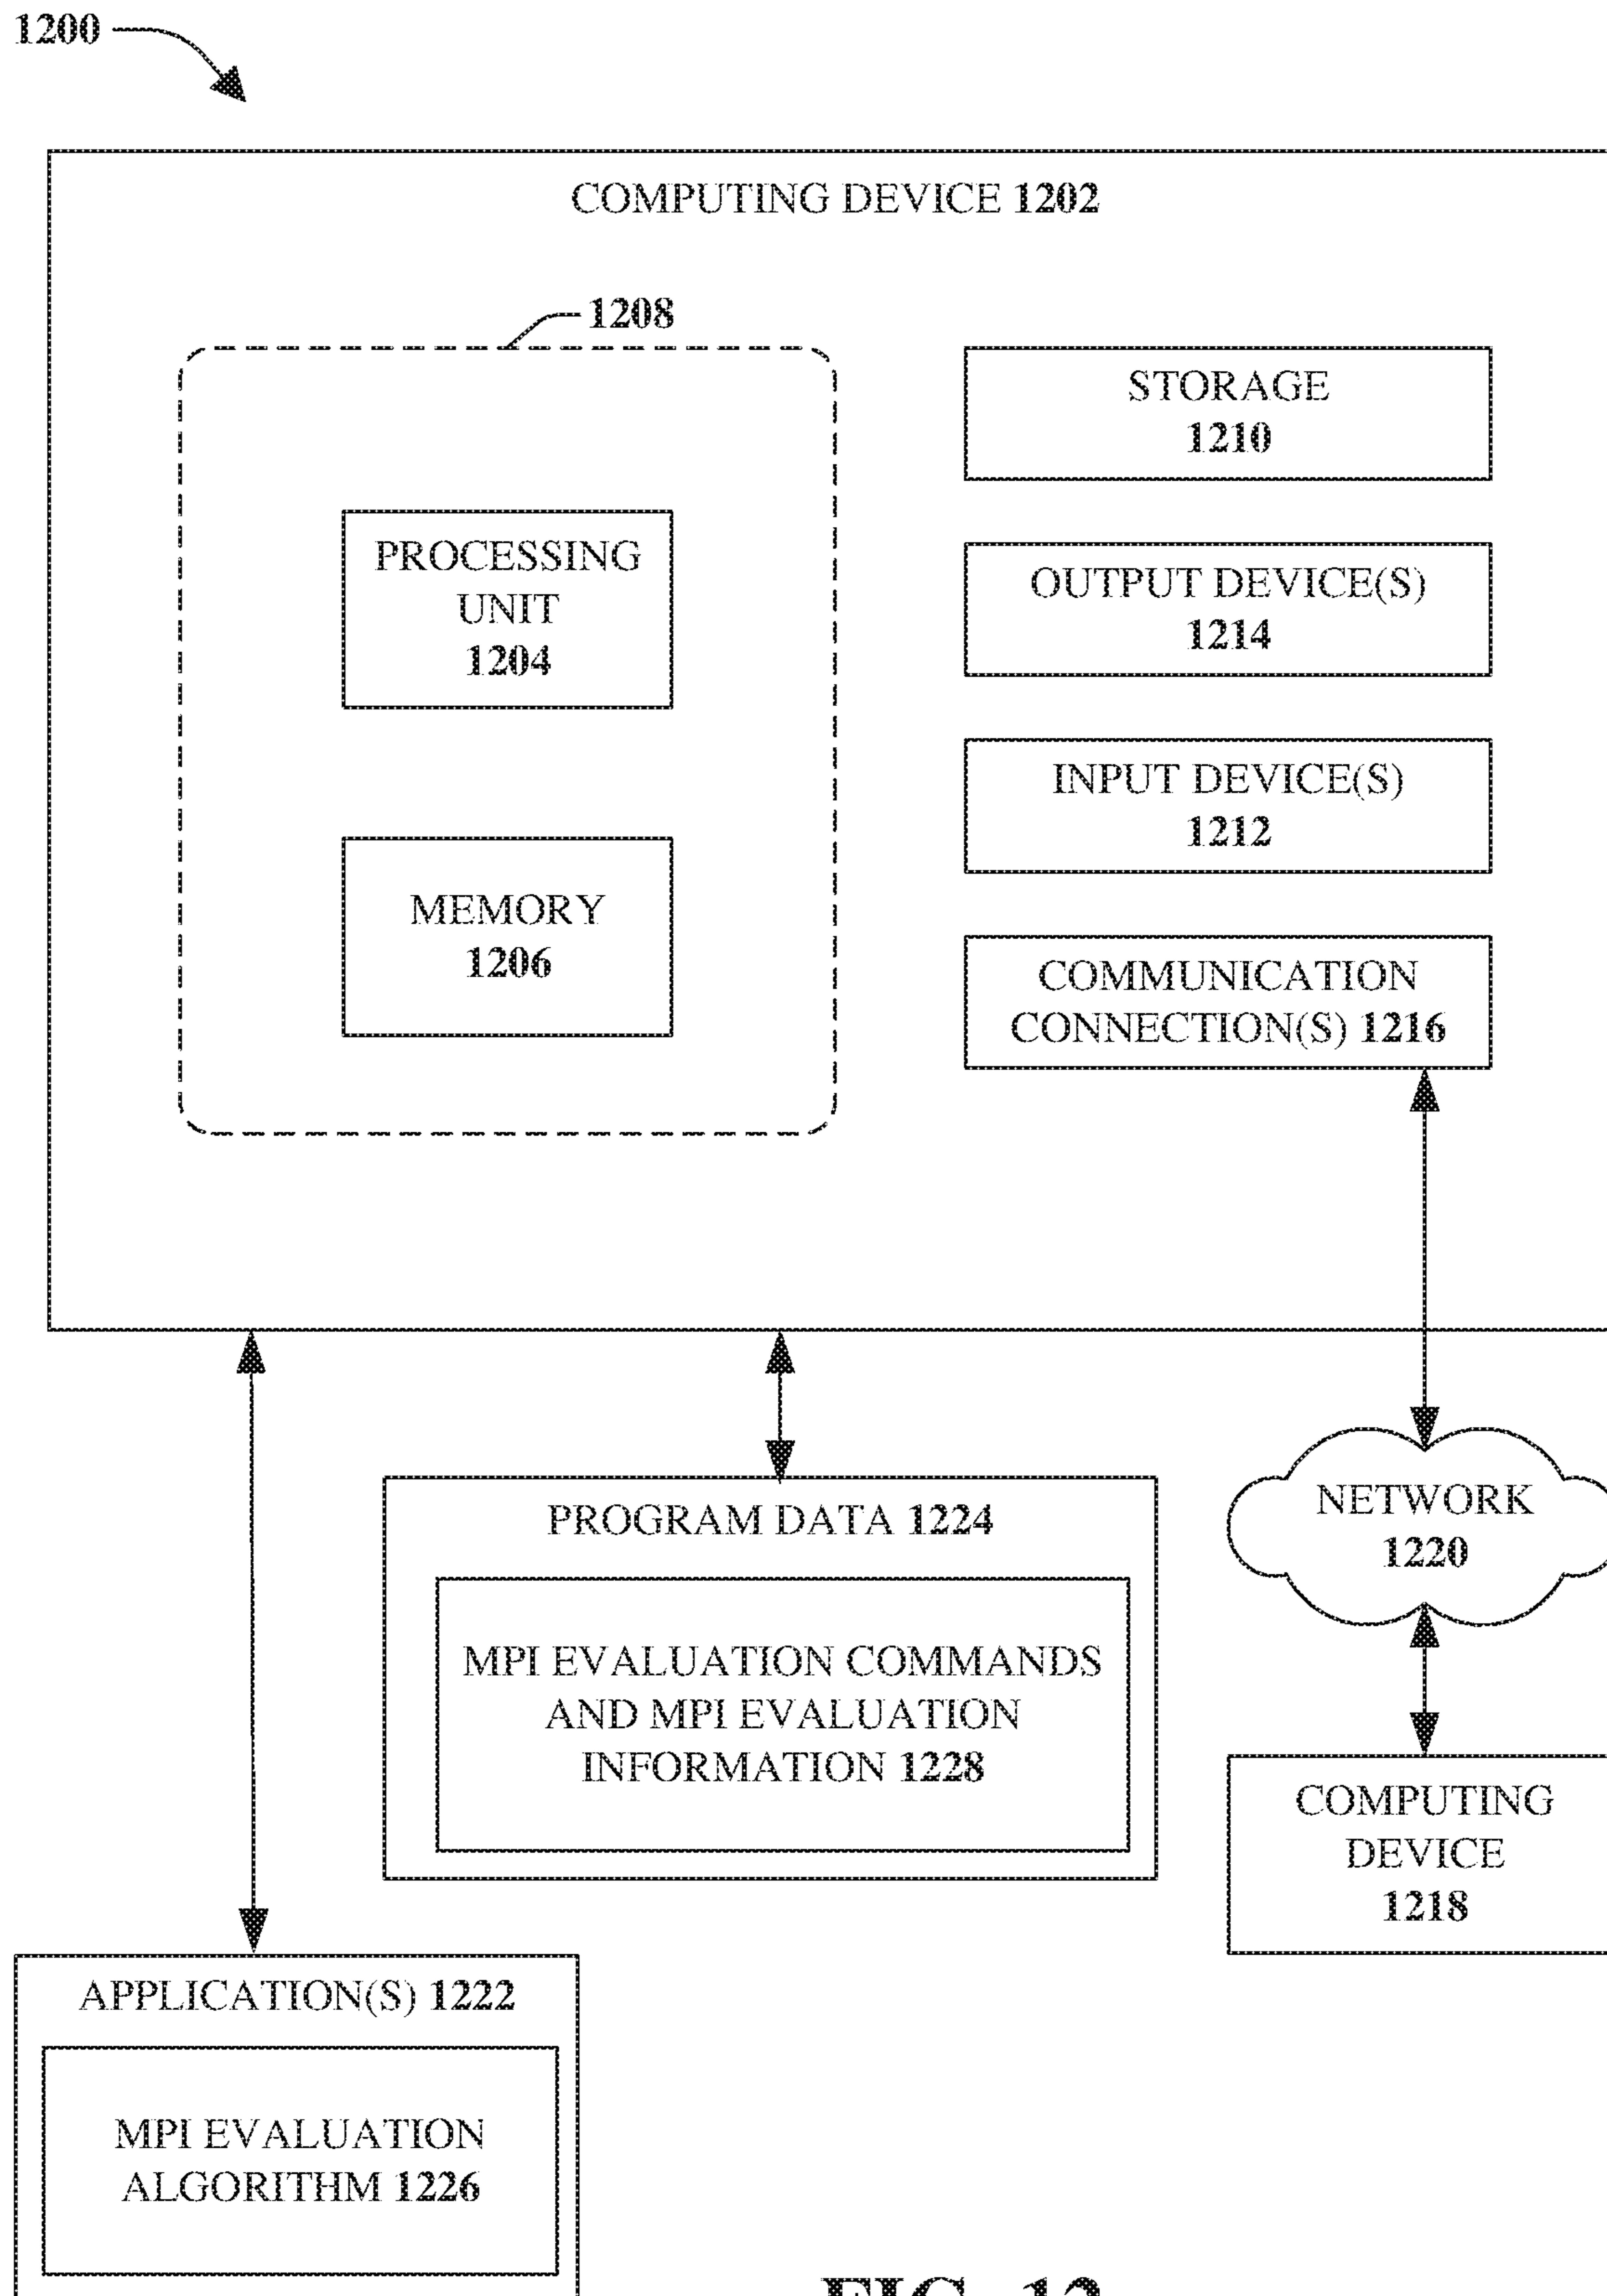 1200
COMPUTING DEVICE 1202
1208
PROCESSING
UNIT
1204
MEMORY
1206
STORAGE
1210
OUTPUT DEVICE(S)
1214
INPUT DEVICE(S)
1212
COMMUNICATION
CONNECTION(S) 1216
PROGRAM DATA 1224
MPI EVALUATION COMMANDS
AND MPI EVALUATION
INFORMATION 1228
NETWORK
1220
COMPUTING
DEVICE
1218
APPLICATION(S) 1222
MPI EVALUATION
ALGORITHM 1226
FIG. 12